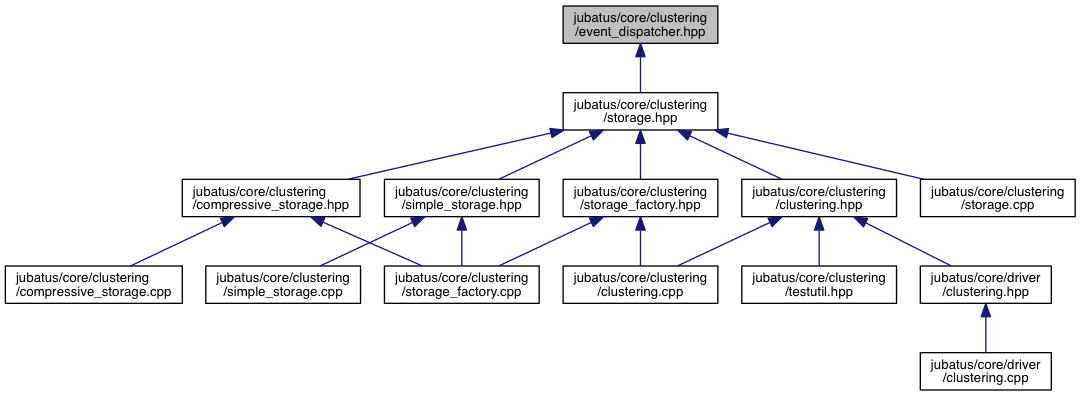 jubatus/core/clustering
/event_dispatcher.hpp
jubatus/core/clustering
/storage.hpp
jubatus/core/clustering
/compressive_storage.hpp
jubatus/core/clustering
/simple_storage.hpp
jubatus/core/clustering
/storage_factory.hpp
jubatus/core/clustering
/clustering.hpp
jubatus/core/clustering
/storage.cpp
jubatus/core/clustering
/compressive_storage.cpp
jubatus/core/clustering
/simple_storage.cpp
jubatus/core/clustering
/storage_factory.cpp
jubatus/core/clustering
/clustering.cpp
jubatus/core/clustering
/testutil.hpp
jubatus/core/driver
/clustering.hpp
jubatus/core/driver
/clustering.cpp